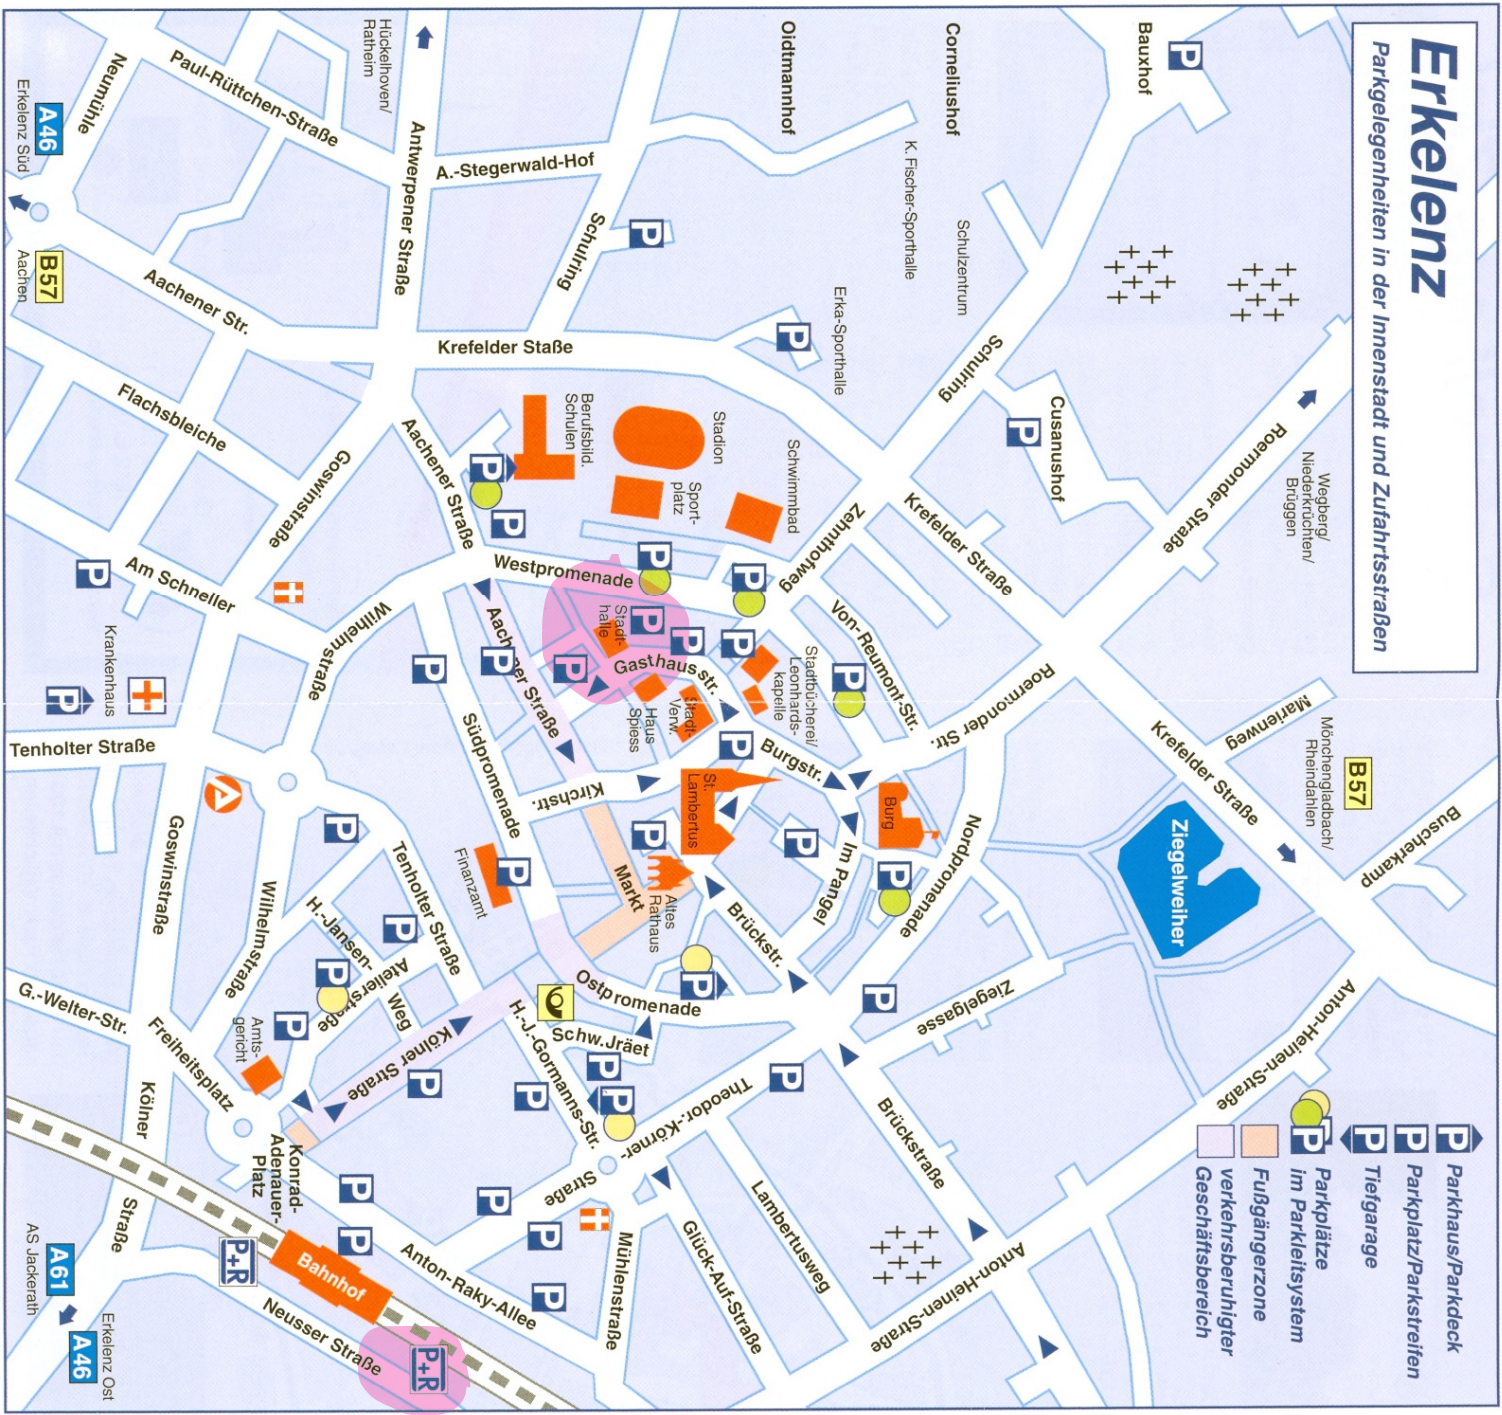 Erkelenz
Parkgelegenheiten in der Innenstadt und Zufahrtsstraßen
P
Parkhaus/Parkdeck
P
Parkplatz/Parkstreifen
P
Tiefgarage
P
Parkplätze
im Parkleitsystem
Fußgängerzone
verkehrsberuhigter
Geschäftsbereich
Bauxhof
Corneliushof
Oidtmannhof
K. Fischer-Sporthalle
Schulzentrum
Erka-Sporthalle
Hückelhoven/
Ratheim
Neumühle
Paul-Rüttchen-Straße
Antwerpener Straße
A.-Stegerwald-Hof
Schulring
A46
Erkelenz Süd
B57
Aachen
Aachener Str.
Krefelder Staße
Schulring
Cusanushof
Roermonder Straße
Wegberg/
Niederkrüchten/
Brüggen
Flachsbleiche
Goswinstraße
Aachener Straße
Berufsbild.
Schulen
Stadion
Sport-
platz
Schwimmbad
Zehnthofweg
Krefelder Straße
Am Schneller
Wilhelmstraße
Westpromenade
Stadt-
halle
Gasthausstr.
Aachener Straße
Haus
Spiess
Stadt-
Verw.
Stadtbücherei/
Leonhards-
kapelle
Von-Reumont-Str.
Roermonder Str.
Marienweg
Krefelder Straße
Mönchengladbach/
Rheindahlen
B57
Buscherkamp
Krankenhaus
Tenholter Straße
Südpromenade
Kirchstr.
Burgstr.
St.
Lambertus
Burg
Nordpromenade
Im Pangel
Ziegelweiher
Goswinstraße
Wilhelmstraße
Tenholter Straße
Finanzamt
Markt
Altes
Rathaus
Brückstr.
H.-Jansen-
Weg
Atelierstraße
Ostpromenade
Schw.Jräet
H.-J.-Gormanns-Str.
Ziegelgasse
Anton-Heinen-Straße
G.-Welter-Str.
Freiheitsplatz
Amts-
gericht
Kölner Straße
Theodor-Körner-
Straße
Brückstraße
Kölner
Straße
Konrad-
Adenauer-
Platz
Bahnhof
P+R
Neusser Straße
P+R
Anton-Raky-Allee
Mühlenstraße
Glück-Auf-Straße
Lambertusweg
Anton-Heinen-Straße
A61
AS Jackerath
A46
Erkelenz Ost